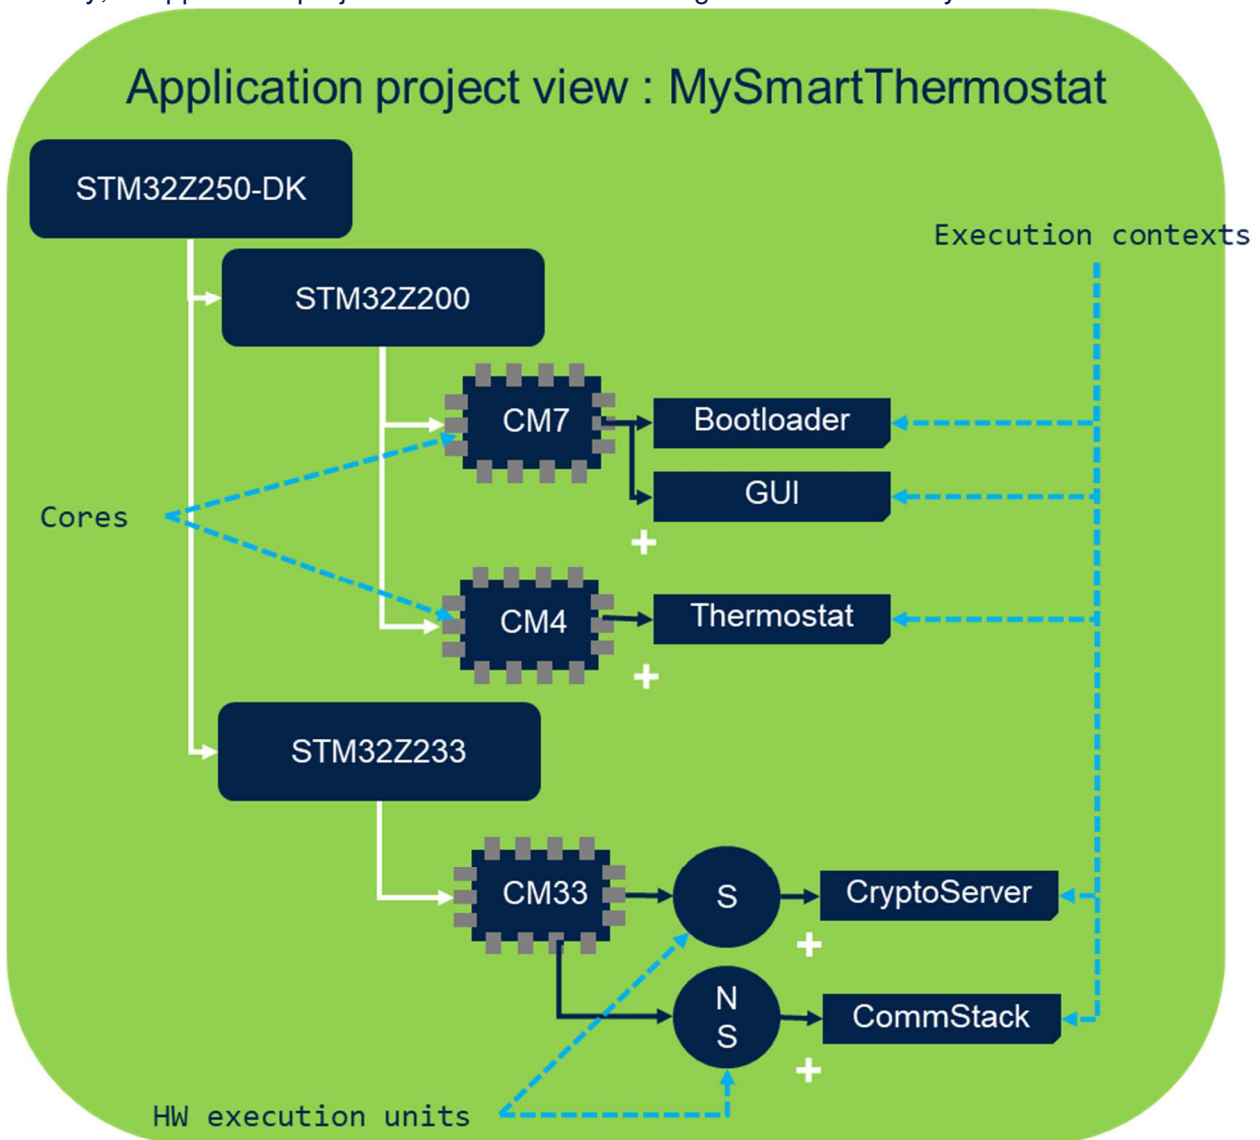 Application project view : MySmartThermostat
STM32Z250-DK
Execution contexts
STM32Z200
CM7
Bootloader
GUI
Cores
+
CM4
Thermostat
+
STM32Z233
CM33
S
CryptoServer
+
N
S
CommStack
+
HW execution units